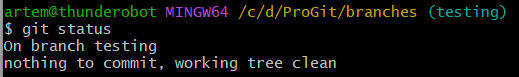 artem@thunderobot MINGW64 /c/d/ProGit/branches (testing)
$ git status
On branch testing
nothing to commit, working tree clean